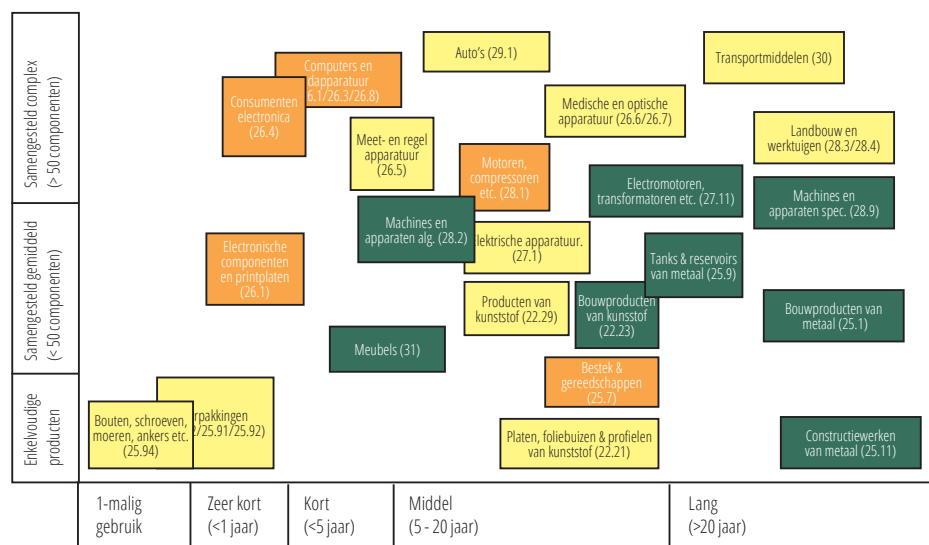 Samengesteld complex
(> 50 componenten)
Samengesteld gemiddeld
(< 50 componenten)
Enkelvoudige
producten
Auto's (29.1)
Transportmiddelen (30)
Computers en
dapparatuur
6.1/26.3/26.8)
Consumenten
electronica
(26.4)
Medische en optische
apparatuur (26.6/26.7)
Meet- en regel
apparatuur
(26.5)
Landbouw en
werktuigen (28.3/28.4)
Motoren,
compressoren
etc. (28.1)
Electromotoren,
transformatoren etc. (27.11)
Machines en
apparaten spec. (28.9)
Machines en
apparaten alg. (28.2)
Electronische
componenten
en printplaten
(26.1)
Elektrische apparatuur.
(27.1)
Tanks & reservoirs
van metaal (25.9)
Producten van
kunststof (22.29)
Bouwproducten
van kunsstof
(22.23)
Bouwproducten van
metaal (25.1)
Meubels (31)
Bestek &
gereedschappen
(25.7)
Bouten, schroeven,
moeren, ankers etc.
(25.94)
rpakkingen
2/25.91/25.92)
Platen, foliebuizen & profielen
van kunststof (22.21)
Constructiewerken
van metaal (25.11)
1-malig
gebruik
Zeer kort
(<1 jaar)
Kort
(<5 jaar)
Middel
(5 - 20 jaar)
Lang
(>20 jaar)